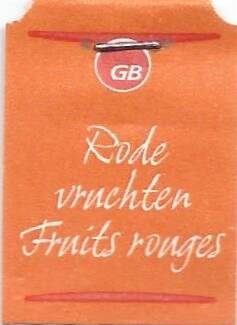 GB
Rode
vruchten
Fruits rouges